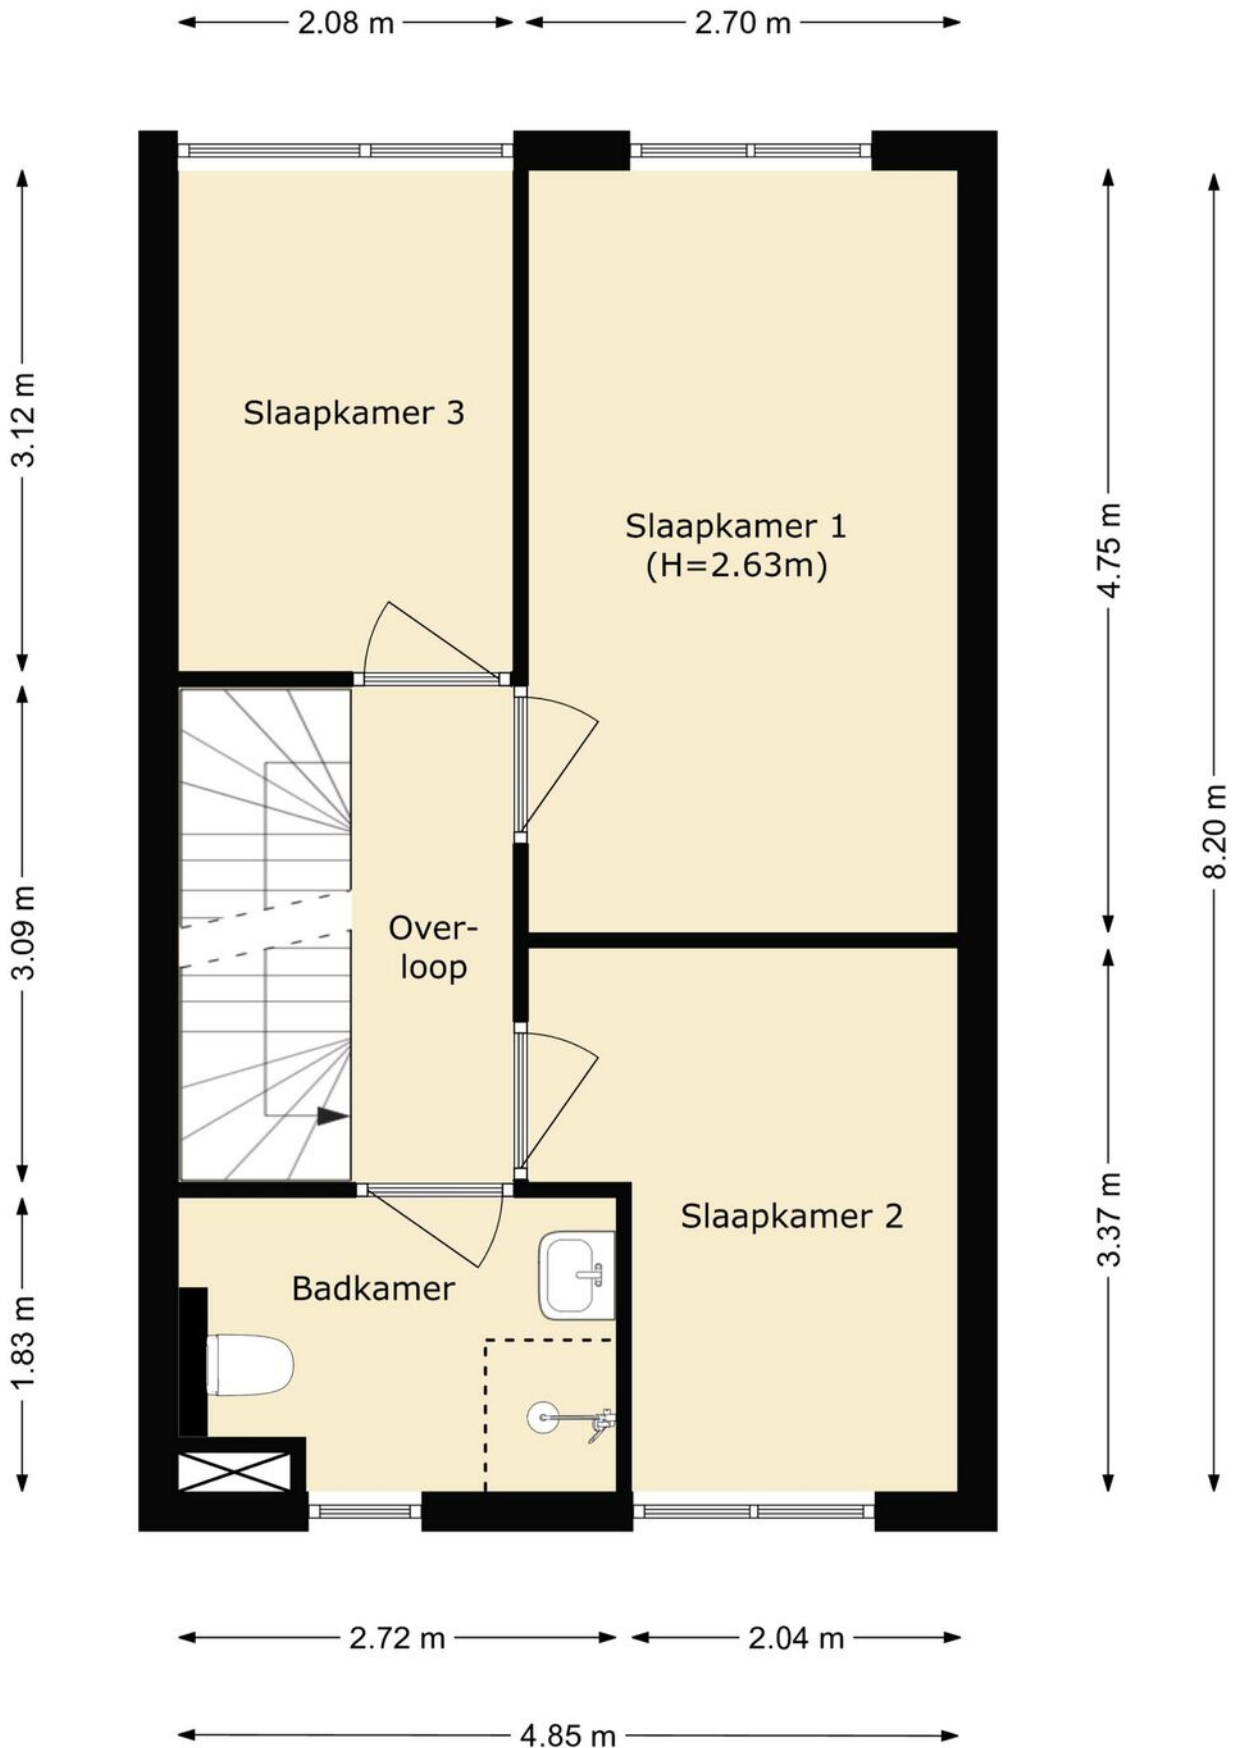 2.08 m
2.70 m
3.12 m
Slaapkamer 3
Slaapkamer 1
(H=2.63m)
4.75 m
8.20 m
3.09 m
Over-
loop
Slaapkamer 2
3.37 m
Badkamer
1.83 m
2.72 m
2.04 m
4.85 m